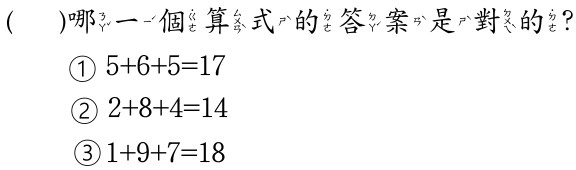 (　　)哪一個算式的答案是對的?
① 5+6+5=17
② 2+8+4=14
③ 1+9+7=18